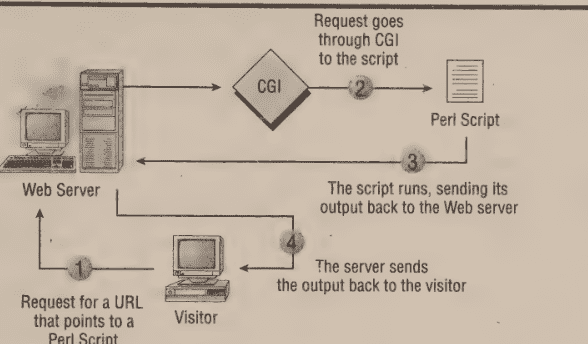 Request goes
through CGI
to the script
CGI
2
Perl Script
3
Web Server
The script runs, sending its
output back to the Web server
4
1
The server sends
the output back to the visitor
Request for a URL
that points to a
Perl Script
Visitor